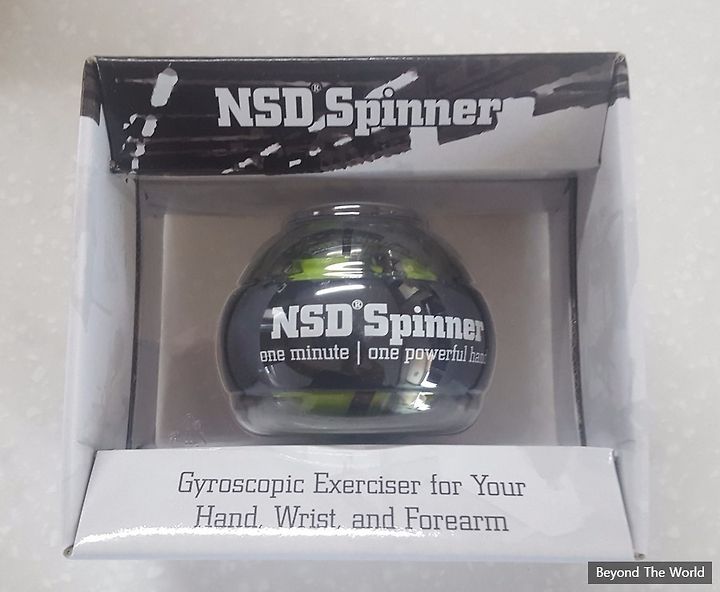 NSD® Spinner
NSD® Spinner
one minute | one powerful hand
Gyroscopic Exerciser for Your
Hand, Wrist, and Forearm
Beyond The World